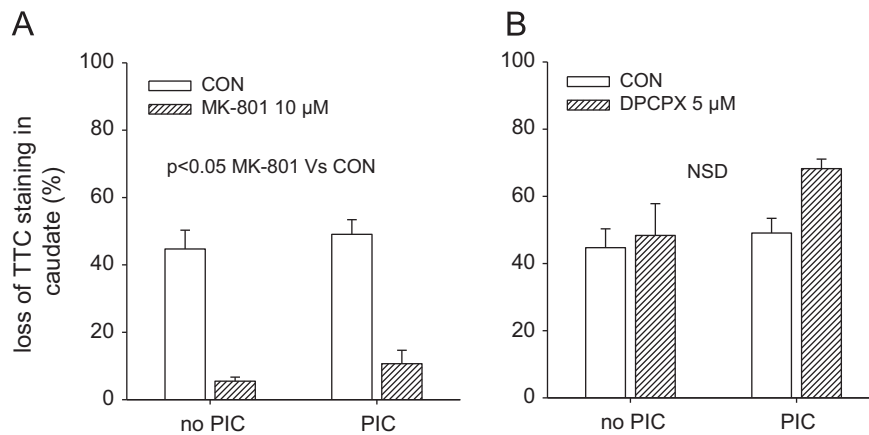 A
loss of TTC staining in
caudate (%)
100
80
60
40
20
0
CON
MK-801 10 μM
p<0.05 MK-801 Vs CON
no PIC
PIC
B
100
80
60
40
20
0
CON
DPCPX 5 μM
NSD
no PIC
PIC